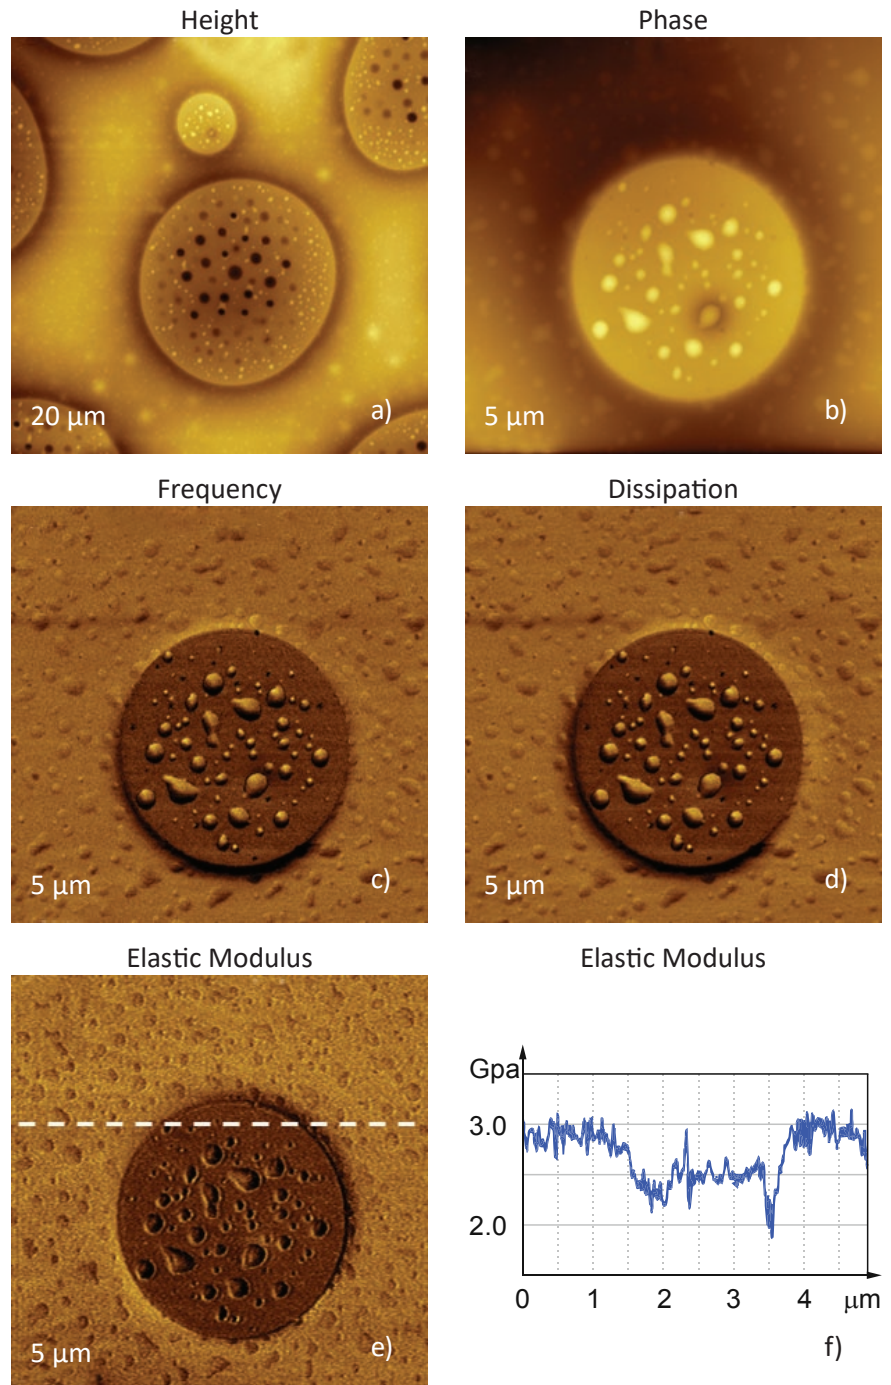 Height
Phase
20 μm
a)
5 μm
b)
Frequency
Dissipation
5 μm
c)
5 μm
d)
Elastic Modulus
Elastic Modulus
5 μm
e)
Gpa
3.0
2.0
0 1 2 3 4 μm
f)